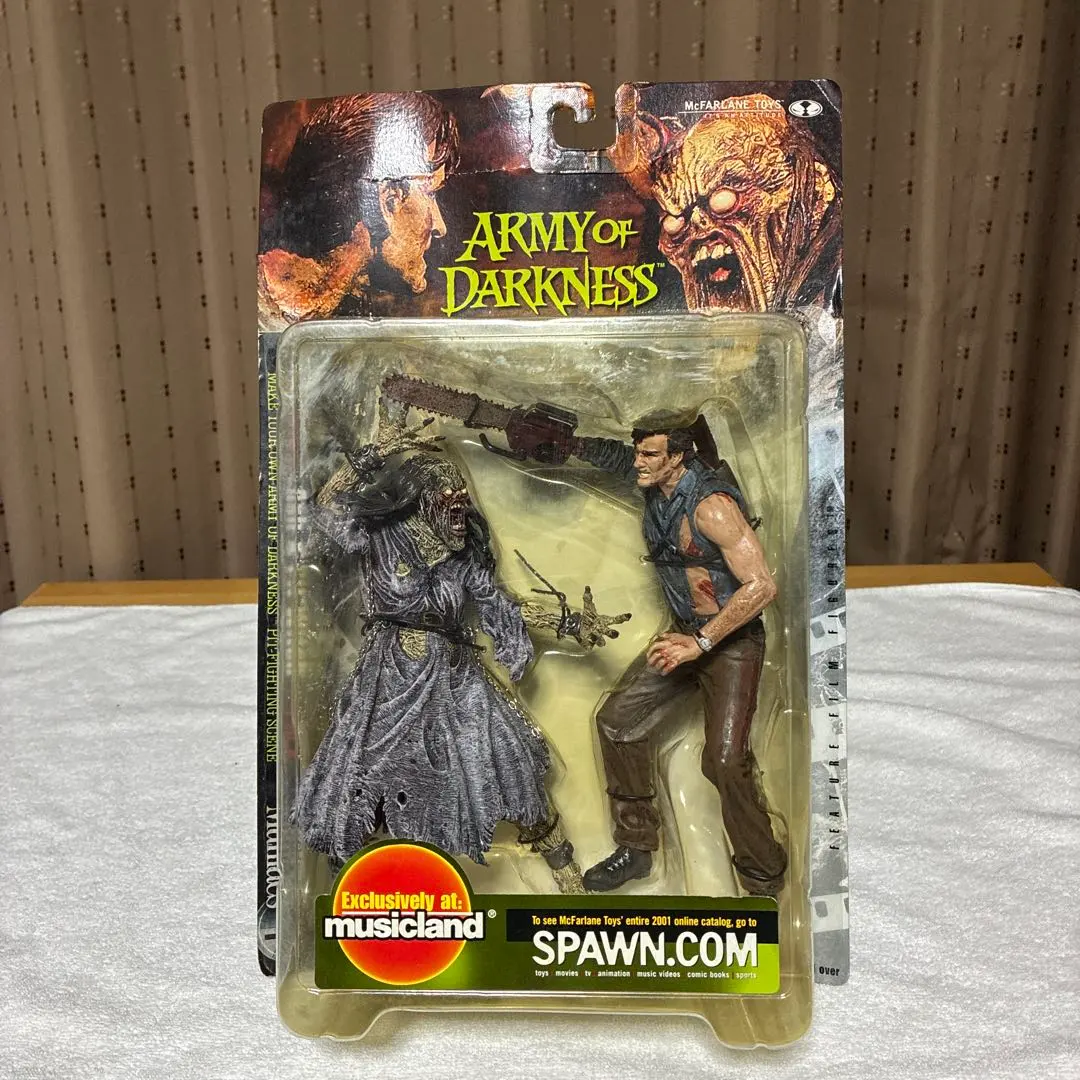 McFARLANE TOYS
ARMY OF
DARKNESS™
MAKE YOUR OWN ARMY OF DARKNESS PIT-FIGHTING SCENE
FEATURE FILM FIGURES
Exclusively at:
musicland®
To see McFarlane Toys' entire 2001 online catalog, go to
SPAWN.COM
toys movies tv animation music videos comic books sports
over